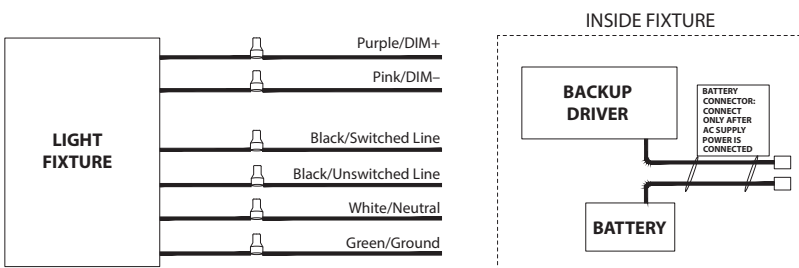 INSIDE FIXTURE
LIGHT
FIXTURE
Purple/DIM+
Pink/DIM–
Black/Switched Line
Black/Unswitched Line
White/Neutral
Green/Ground
BACKUP
DRIVER
BATTERY
CONNECTOR:
CONNECT
ONLY AFTER
AC SUPPLY
POWER IS
CONNECTED
BATTERY